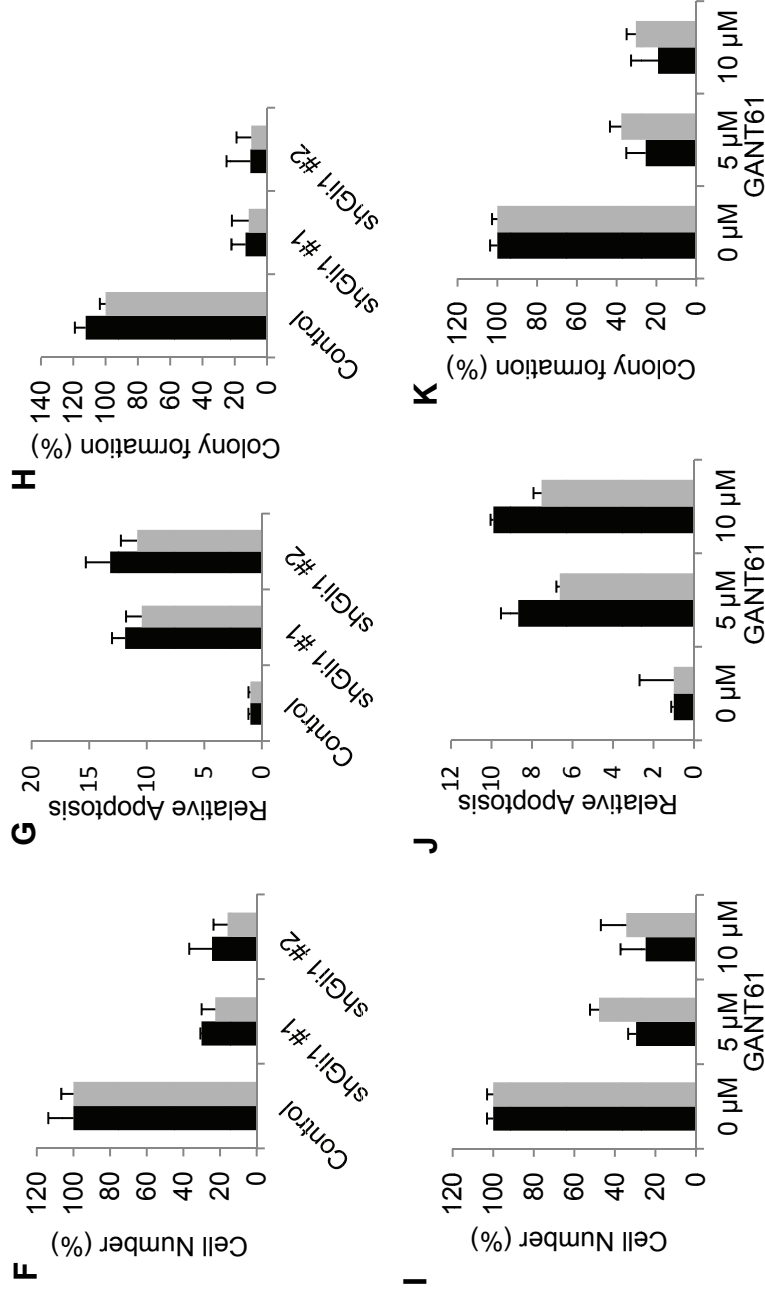 F
Cell Number (%)
120
100
80
60
40
20
0
Control
shGli1 #1
shGli1 #2
G
Relative Apoptosis
20
15
10
5
0
Control
shGli1 #1
shGli1 #2
H
Colony formation (%)
140
120
100
80
60
40
20
0
Control
shGli1 #1
shGli1 #2
I
Cell Number (%)
120
100
80
60
40
20
0
0 µM
5 µM
10 µM
GANT61
J
Relative Apoptosis
12
10
8
6
4
2
0
0 µM
5 µM
10 µM
GANT61
K
Colony formation (%)
120
100
80
60
40
20
0
0 µM
5 µM
10 µM
GANT61